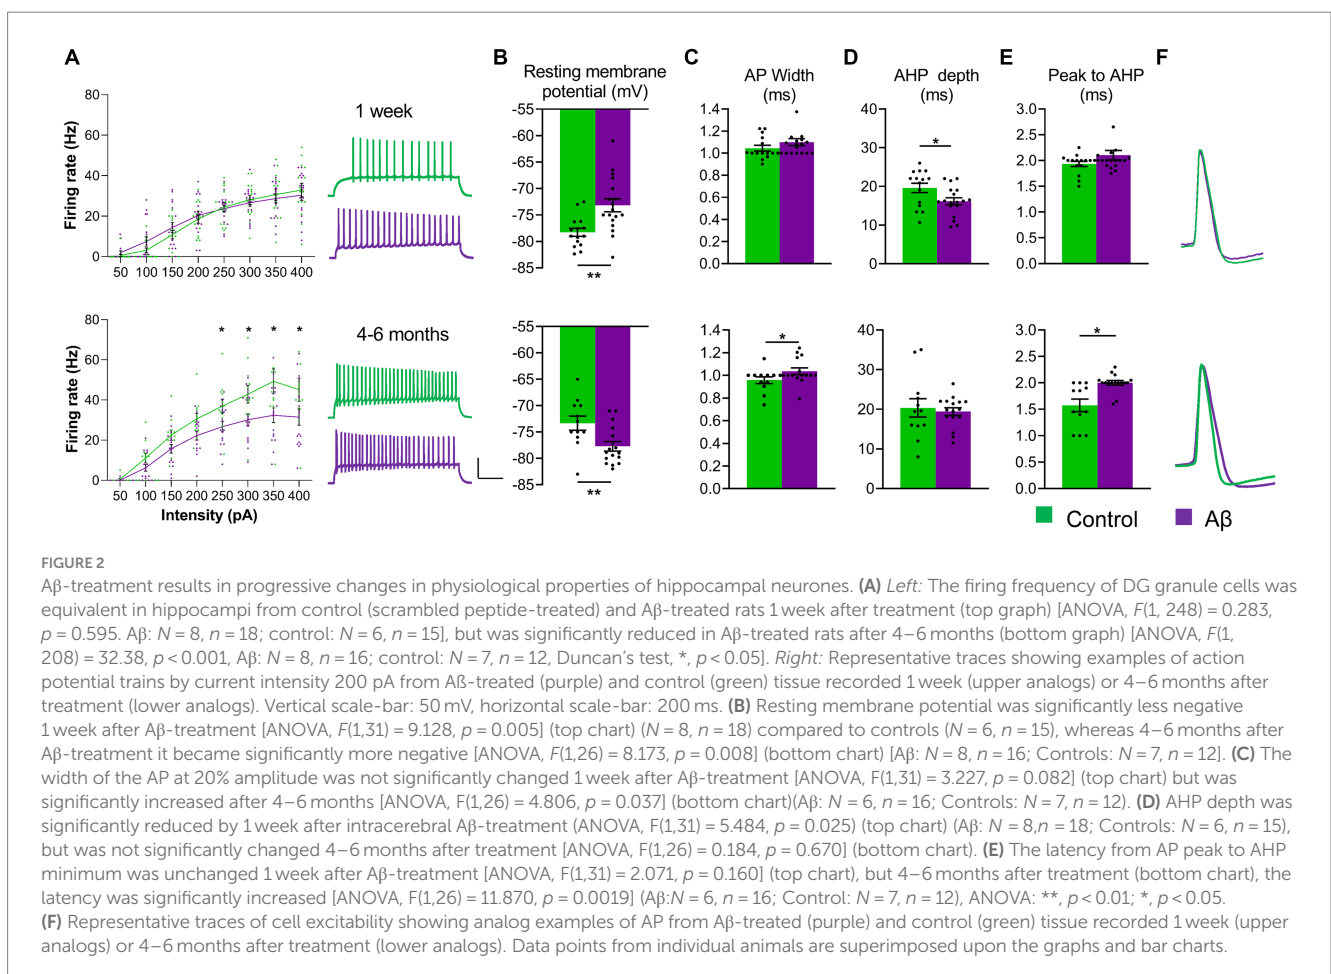 A
B
C
D
E
F
Resting membrane
potential (mV)
AP Width
(ms)
AHP depth
(ms)
Peak to AHP
(ms)
1 week
Firing rate (Hz)
80
60
40
20
0
50 100 150 200 250 300 350 400
-55
-60
-65
-70
-75
-80
-85
**
1.4
1.2
1.0
0.8
0.6
0.4
0.2
0.0
40
30
20
10
0
*
3.0
2.5
2.0
1.5
1.0
0.5
0.0
4-6 months
Firing rate (Hz)
80
60
40
20
0
* * * *
50 100 150 200 250 300 350 400
Intensity (pA)
-55
-60
-65
-70
-75
-80
-85
**
1.4
1.2
1.0
0.8
0.6
0.4
0.2
0.0
*
40
30
20
10
0
3.0
2.5
2.0
1.5
1.0
0.5
0.0
*
Control Aβ
FIGURE 2
Aβ-treatment results in progressive changes in physiological properties of hippocampal neurones. (A) Left: The firing frequency of DG granule cells was
equivalent in hippocampi from control (scrambled peptide-treated) and Aβ-treated rats 1 week after treatment (top graph) [ANOVA, F(1, 248) = 0.283,
p = 0.595. Aβ: N = 8, n = 18; control: N = 6, n = 15], but was significantly reduced in Aβ-treated rats after 4–6 months (bottom graph) [ANOVA, F(1,
208) = 32.38, p < 0.001, Aβ: N = 8, n = 16; control: N = 7, n = 12, Duncan’s test, *, p < 0.05]. Right: Representative traces showing examples of action
potential trains by current intensity 200 pA from Aß-treated (purple) and control (green) tissue recorded 1 week (upper analogs) or 4–6 months after
treatment (lower analogs). Vertical scale-bar: 50 mV, horizontal scale-bar: 200 ms. (B) Resting membrane potential was significantly less negative
1 week after Aβ-treatment [ANOVA, F(1,31) = 9.128, p = 0.005] (top chart) (N = 8, n = 18) compared to controls (N = 6, n = 15), whereas 4–6 months after
Aβ-treatment it became significantly more negative [ANOVA, F(1,26) = 8.173, p = 0.008] (bottom chart) [Aβ: N = 8, n = 16; Controls: N = 7, n = 12]. (C) The
width of the AP at 20% amplitude was not significantly changed 1 week after Aβ-treatment [ANOVA, F(1,31) = 3.227, p = 0.082] (top chart) but was
significantly increased after 4–6 months [ANOVA, F(1,26) = 4.806, p = 0.037] (bottom chart)(Aβ: N = 6, n = 16; Controls: N = 7, n = 12). (D) AHP depth was
significantly reduced by 1 week after intracerebral Aβ-treatment (ANOVA, F(1,31) = 5.484, p = 0.025) (top chart) (Aβ: N = 8,n = 18; Controls: N = 6, n = 15),
but was not significantly changed 4–6 months after treatment [ANOVA, F(1,26) = 0.184, p = 0.670] (bottom chart). (E) The latency from AP peak to AHP
minimum was unchanged 1 week after Aβ-treatment [ANOVA, F(1,31) = 2.071, p = 0.160] (top chart), but 4–6 months after treatment (bottom chart), the
latency was significantly increased [ANOVA, F(1,26) = 11.870, p = 0.0019] (Aβ:N = 6, n = 16; Control: N = 7, n = 12), ANOVA: **, p < 0.01; *, p < 0.05.
(F) Representative traces of cell excitability showing analog examples of AP from Aβ-treated (purple) and control (green) tissue recorded 1 week (upper
analogs) or 4–6 months after treatment (lower analogs). Data points from individual animals are superimposed upon the graphs and bar charts.